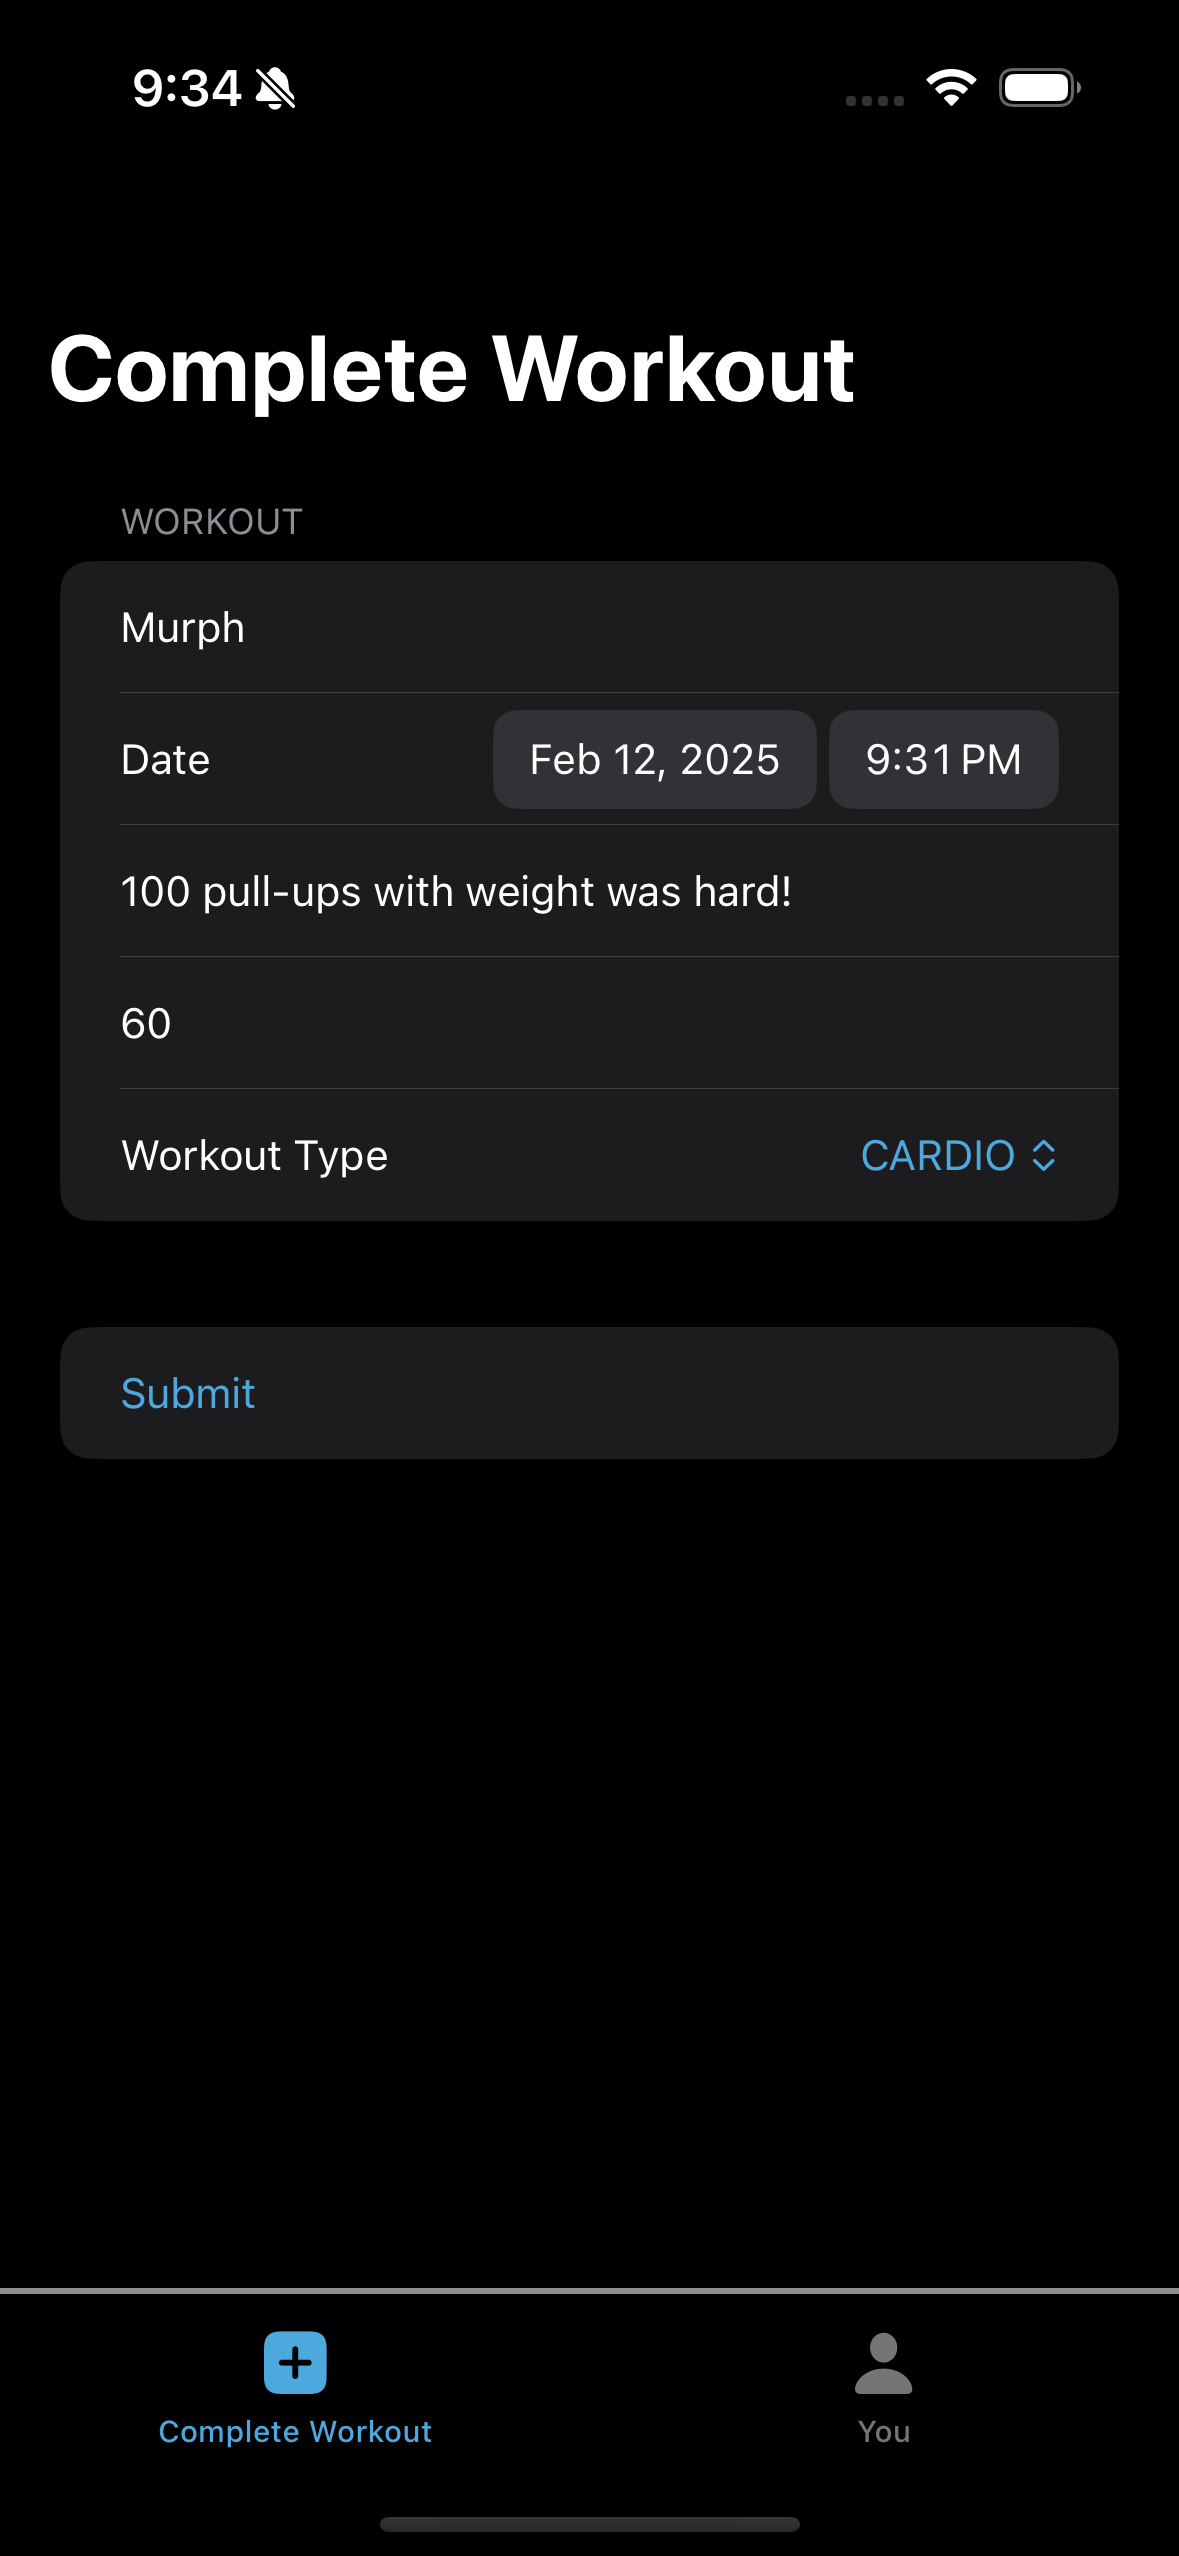 9:34
Complete Workout
WORKOUT
Murph
Date Feb 12, 2025 9:31 PM
100 pull-ups with weight was hard!
60
Workout Type CARDIO
Submit
Complete Workout You